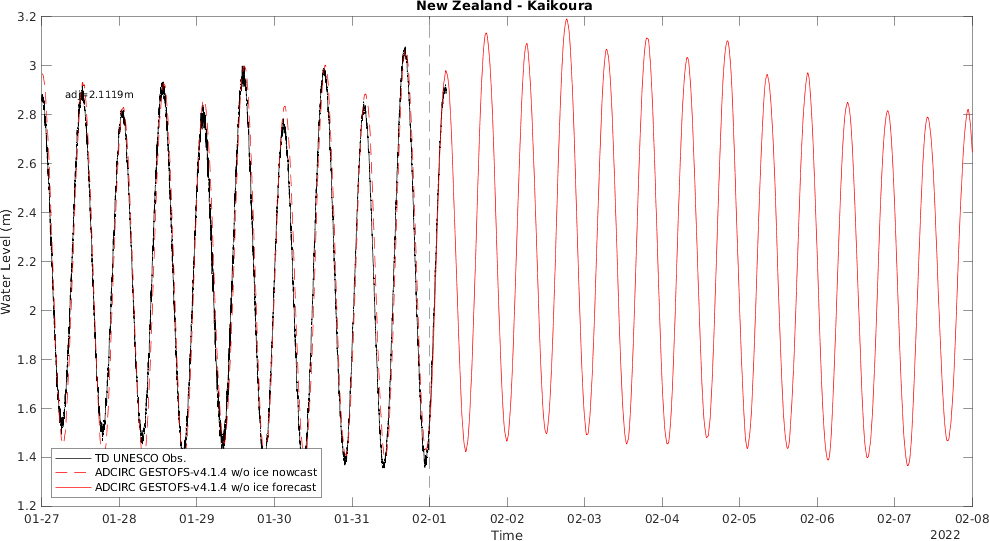 New Zealand - Kaikoura
Water Level (m)
3.2
3
2.8
2.6
2.4
2.2
2
1.8
1.6
1.4
1.2
adj=2.1119m
TD UNESCO Obs.
ADCIRC GESTOFS-v4.1.4 w/o ice nowcast
ADCIRC GESTOFS-v4.1.4 w/o ice forecast
01-27 01-28 01-29 01-30 01-31 02-01 02-02 02-03 02-04 02-05 02-06 02-07 02-08
Time
2022